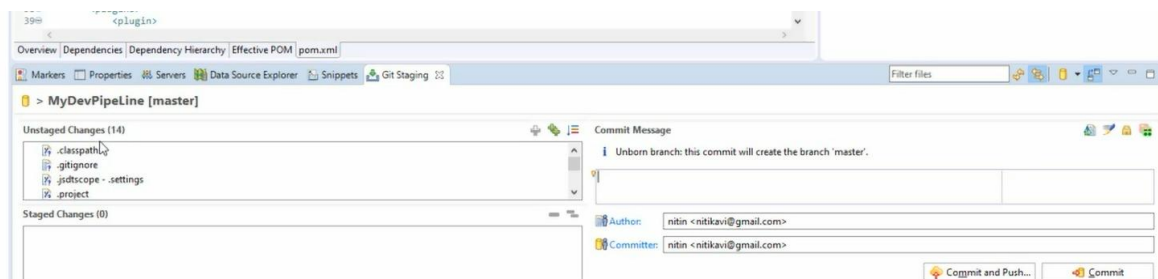 39
<plugin>
Overview Dependencies Dependency Hierarchy Effective POM pom.xml
Markers Properties Servers Data Source Explorer Snippets Git Staging
Filter files
> MyDevPipeLine [master]
Unstaged Changes (14)
.classpath
.gitignore
.jsdtscope - .settings
.project
Staged Changes (0)
Commit Message
Unborn branch: this commit will create the branch 'master'.
Author: nitin <nitikavi@gmail.com>
Committer: nitin <nitikavi@gmail.com>
Commit and Push... Commit